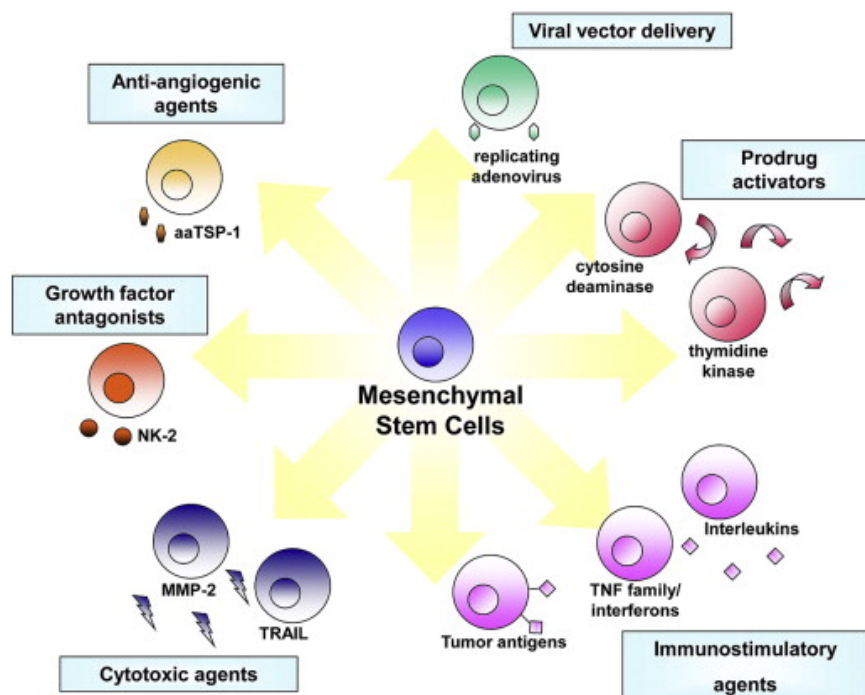 Viral vector delivery
Anti-angiogenic
agents
replicating
adenovirus
Prodrug
activators
aaTSP-1
cytosine
deaminase
Growth factor
antagonists
thymidine
kinase
Mesenchymal
Stem Cells
NK-2
Interleukins
MMP-2
TNF family/
interferons
TRAIL
Tumor antigens
Cytotoxic agents
Immunostimulatory
agents